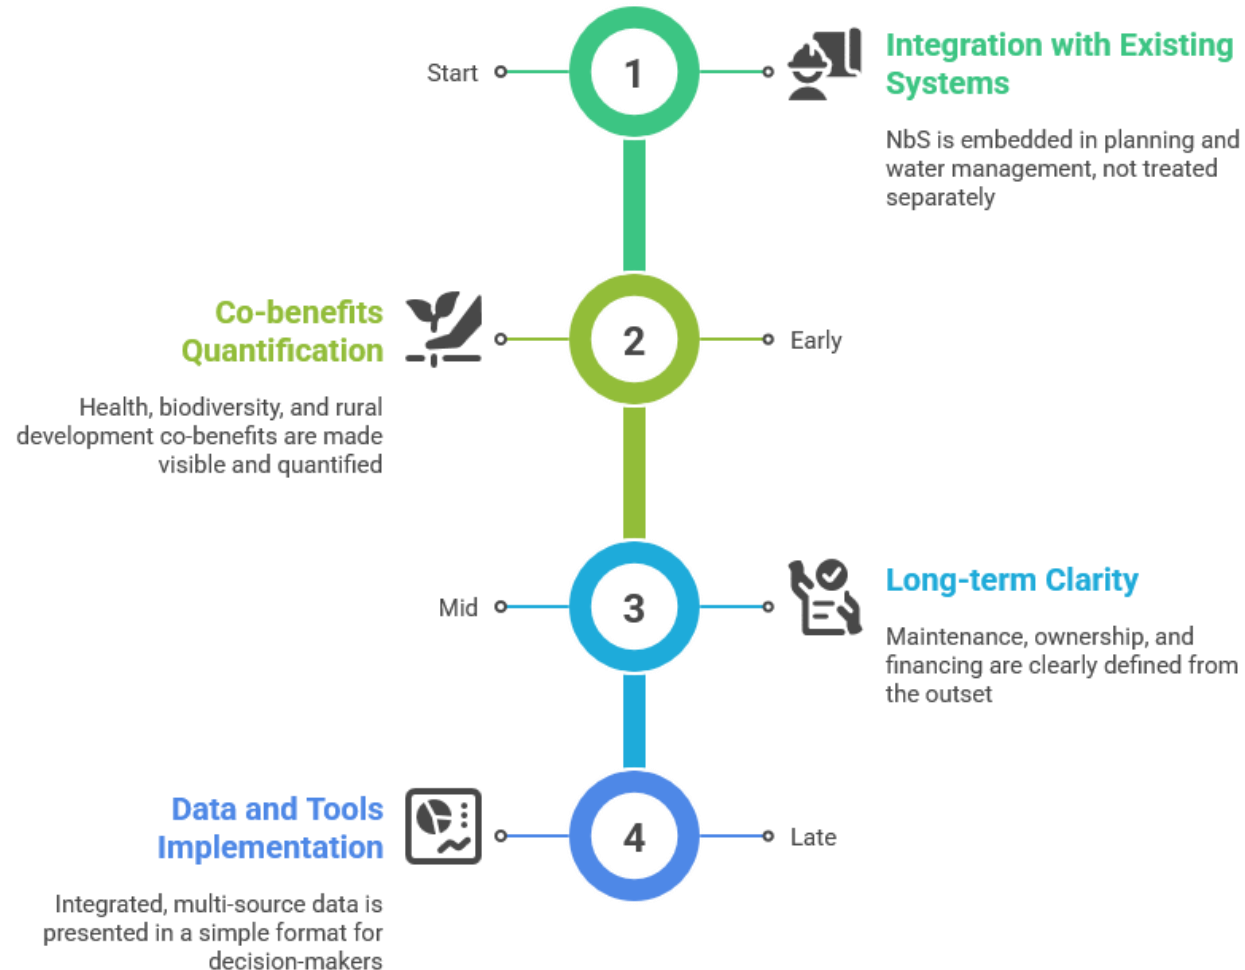 Start
1
Integration with Existing
Systems
NbS is embedded in planning and
water management, not treated
separately
Co-benefits
Quantification
Health, biodiversity, and rural
development co-benefits are made
visible and quantified
2
Early
Mid
3
Long-term Clarity
Maintenance, ownership, and
financing are clearly defined from
the outset
Data and Tools
Implementation
Integrated, multi-source data is
presented in a simple format for
decision-makers
4
Late